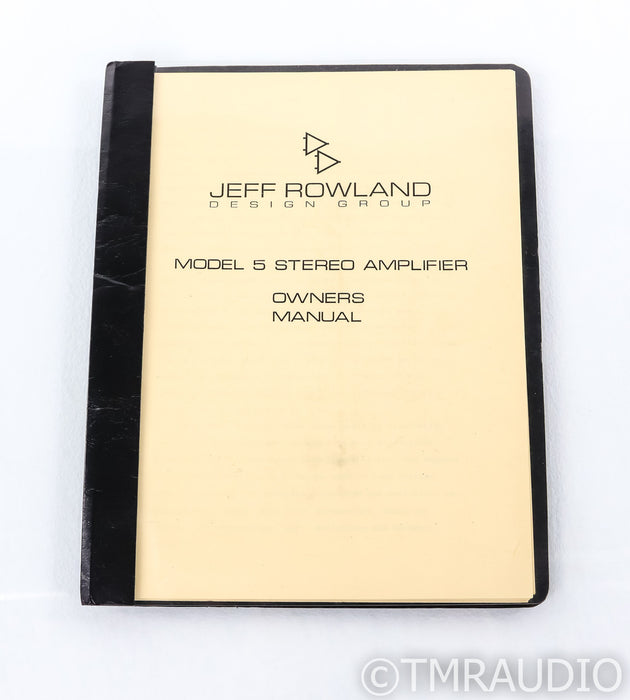 JEFF ROWLAND
DESIGN GROUP
MODEL 5 STEREO AMPLIFIER
OWNERS
MANUAL
©TMRAUDIO